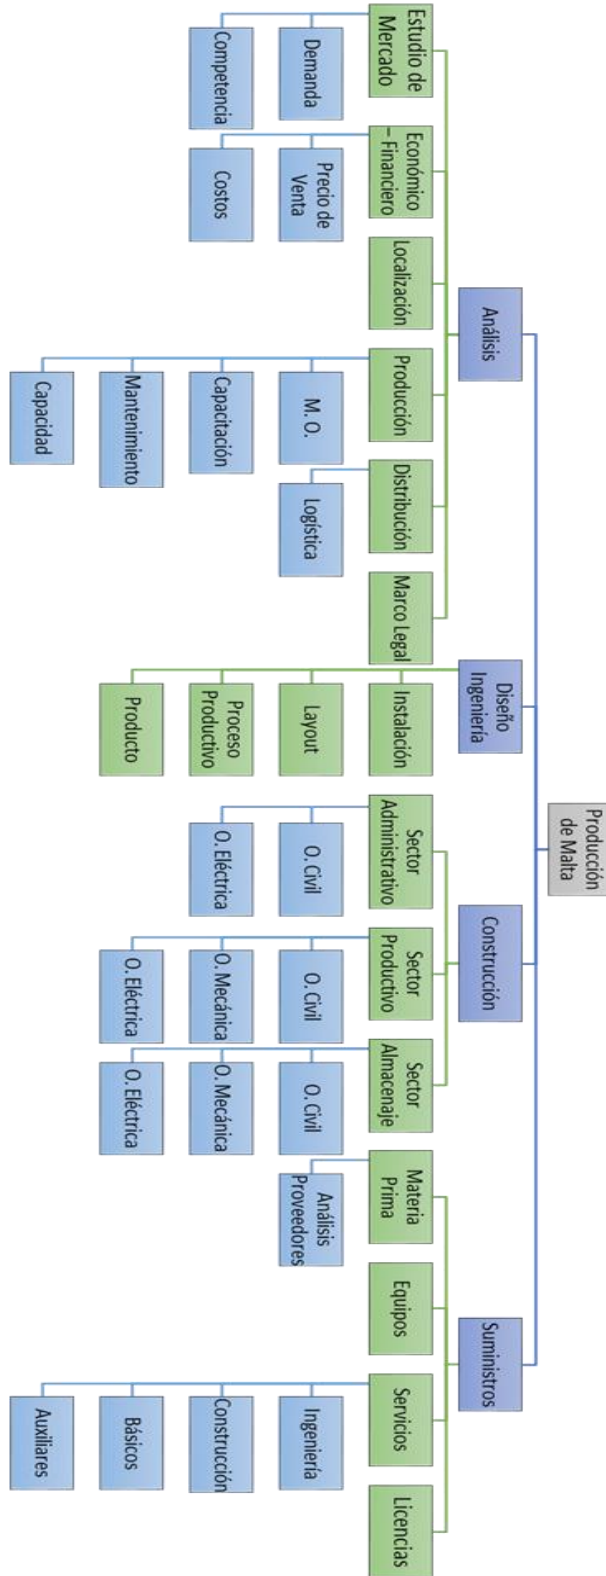 Producción
de Malta
Análisis
Diseño
Ingeniería
Construcción
Suministros
Estudio de
Mercado
Económico
– Financiero
Localización
Producción
Distribución
Marco Legal
Instalación
Layout
Proceso
Productivo
Producto
Sector
Administrativo
Sector
Productivo
Sector
Almacenaje
Materia
Prima
Equipos
Servicios
Licencias
Demanda
Competencia
Precio de
Venta
Costos
M. O.
Capacitación
Mantenimiento
Capacidad
Logística
O. Civil
O. Eléctrica
O. Civil
O. Mecánica
O. Eléctrica
O. Civil
O. Mecánica
O. Eléctrica
Análisis
Proveedores
Ingeniería
Construcción
Básicos
Auxiliares